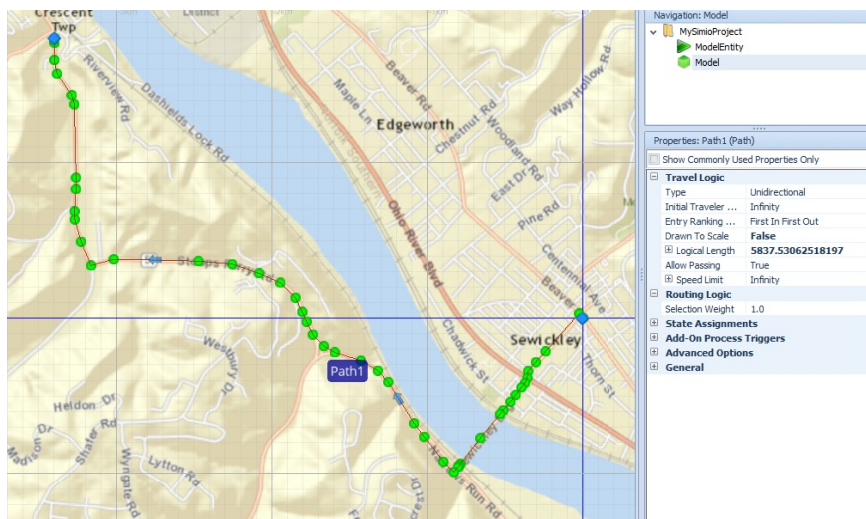 Crescent
Twp
District
Riverview Rd
Dashields Lock Rd
Beaver Rd
Maple Ln
Edgeworth
Chestnut Rd
Woodland Rd
Way Hollow Rd
East Dr
Pine Rd
Ohio River Blvd
Centennial Ave
Beaver
Sewickley
Chadwick St
Thorn St
Path1
Westbury Dr
Heldon Dr
Shafer Rd
Madison Dr
Wyngate Dr
Lytton Rd
Run Rd
Navigation: Model
MySimioProject
ModelEntity
Model
Properties: Path1 (Path)
Show Commonly Used Properties Only
Travel Logic
Type Unidirectional
Initial Traveler ... Infinity
Entry Ranking ... First In First Out
Drawn To Scale False
Logical Length 5837.53062518197
Allow Passing True
Speed Limit Infinity
Routing Logic
Selection Weight 1.0
State Assignments
Add-On Process Triggers
Advanced Options
General